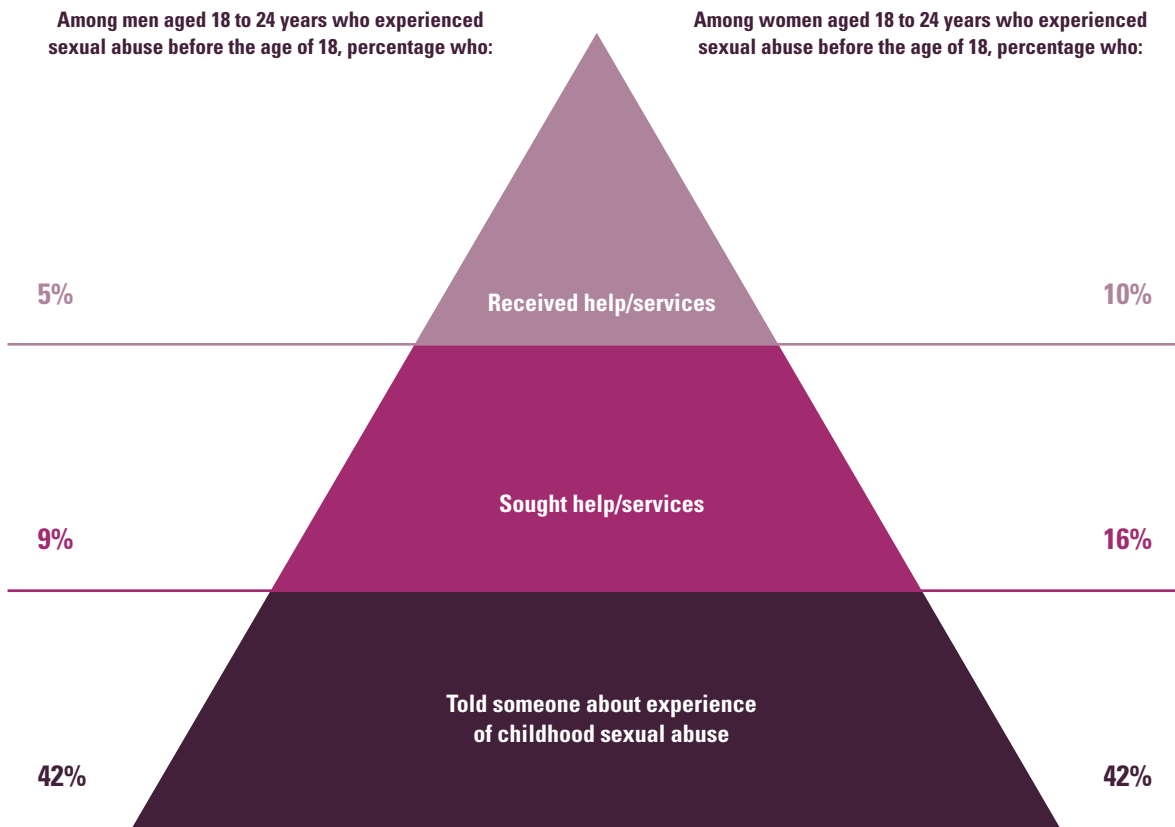 Among men aged 18 to 24 years who experienced
sexual abuse before the age of 18, percentage who:
Among women aged 18 to 24 years who experienced
sexual abuse before the age of 18, percentage who:
5%
Received help/services
10%
9%
Sought help/services
16%
Told someone about experience
of childhood sexual abuse
42%
42%